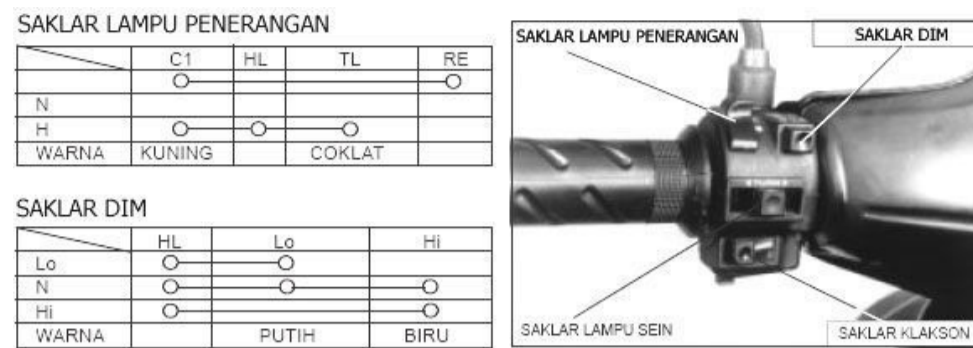 SAKLAR LAMPU PENERANGAN
C1 HL TL RE
N
H
WARNA KUNING COKLAT
SAKLAR DIM
HL Lo Hi
Lo
N
Hi
WARNA PUTIH BIRU
SAKLAR LAMPU PENERANGAN
SAKLAR DIM
SAKLAR LAMPU SEIN
SAKLAR KLAKSON